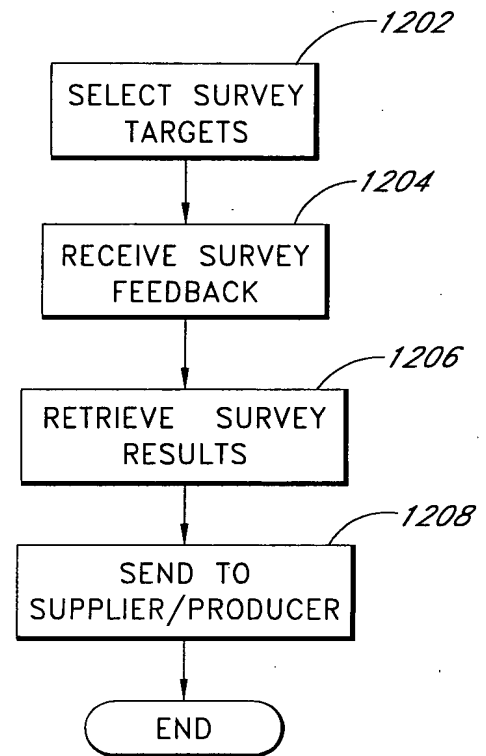 1202
SELECT SURVEY
TARGETS
1204
RECEIVE SURVEY
FEEDBACK
1206
RETRIEVE SURVEY
RESULTS
1208
SEND TO
SUPPLIER/PRODUCER
END